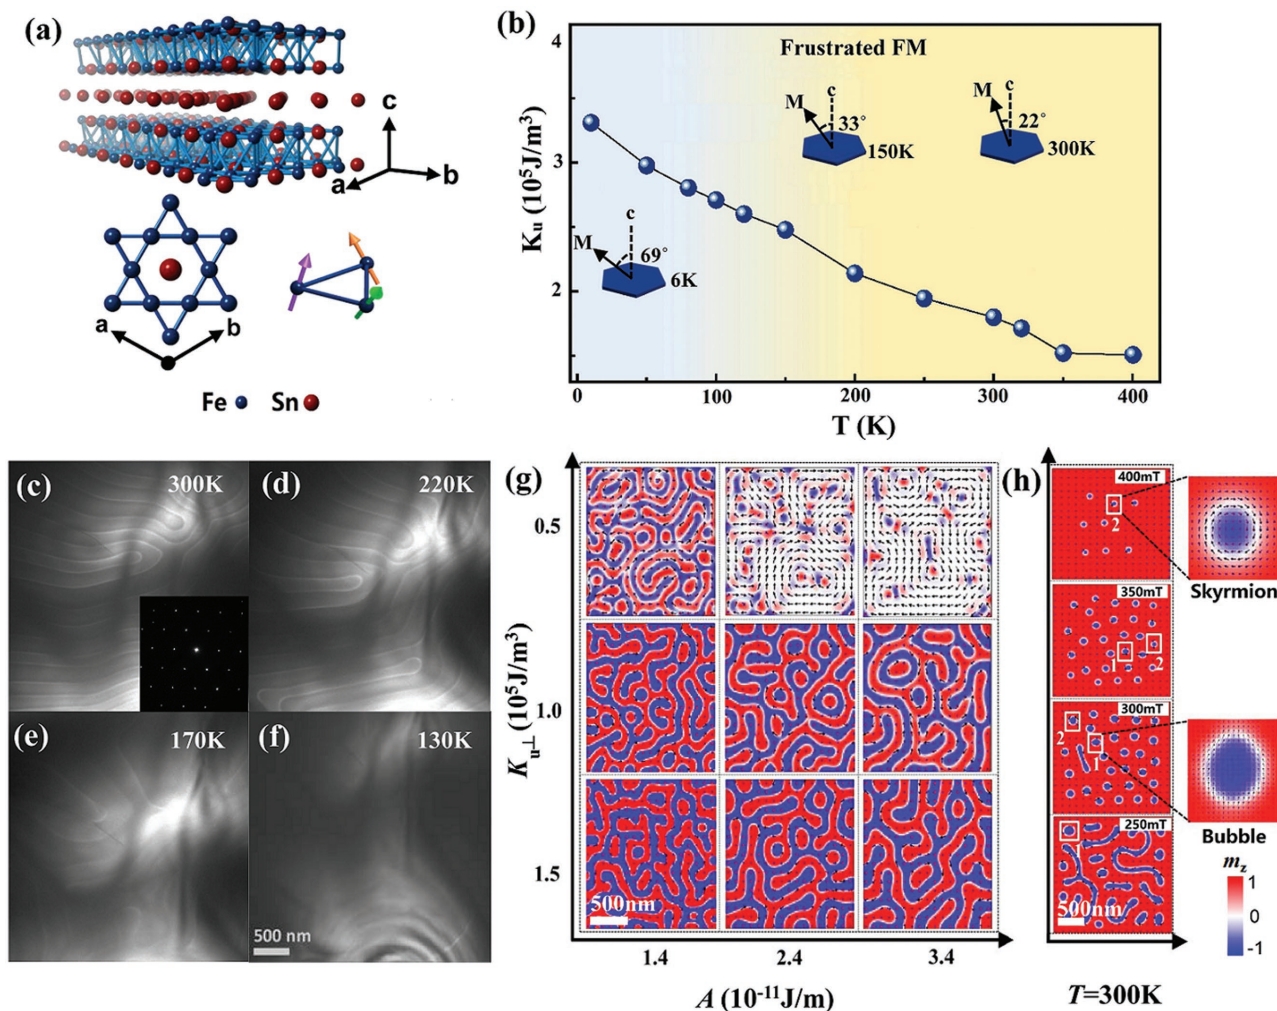 (a)
c
a
b
a
b
Fe
Sn
(b)
Frustrated FM
4
3
2
K_u (10^5J/m^3)
c
M
33°
150K
c
M
22°
300K
c
M
69°
6K
0
100
200
300
400
T (K)
(c)
300K
(d)
220K
(e)
170K
(f)
130K
500 nm
(g)
0.5
1.0
1.5
K_u⊥ (10^5J/m^3)
500nm
1.4
2.4
3.4
A (10^-11J/m)
(h)
400mT
2
Skyrmion
350mT
1
2
300mT
2
1
Bubble
250mT
500nm
m_z
1
0
-1
T=300K